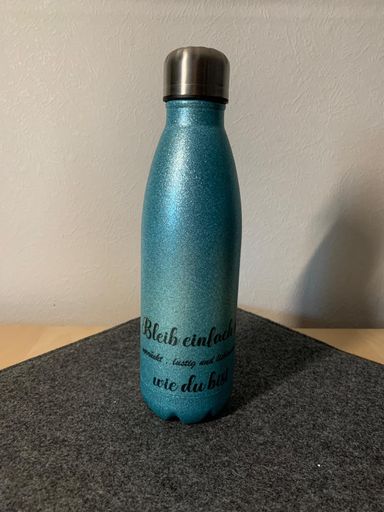 Bleib einfach
verrückt . lustig und
wie du bist